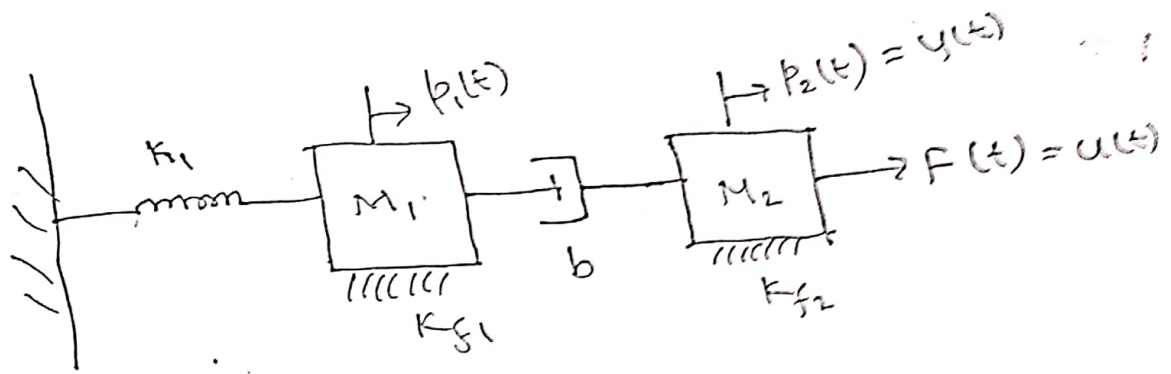 p₁(t)
p₂(t) = y(t)
K₁
M₁
M₂
F(t) = u(t)
b
Kf1
Kf2